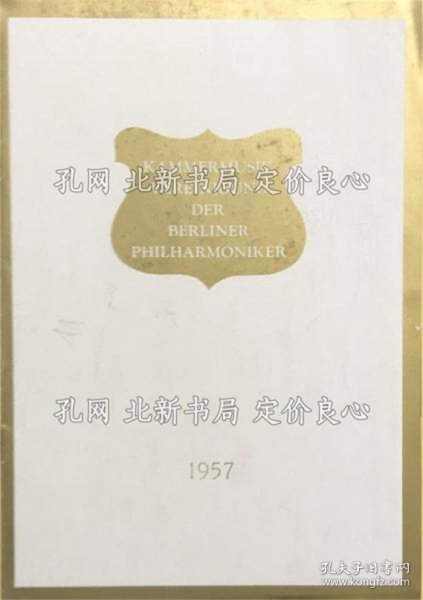 KAMMERMUSIK
孔网 北新书局 定价良心
DER
BERLINER
PHILHARMONIKER
孔网 北新书局 定价良心
1957
孔夫子旧书网
www.kongfz.com